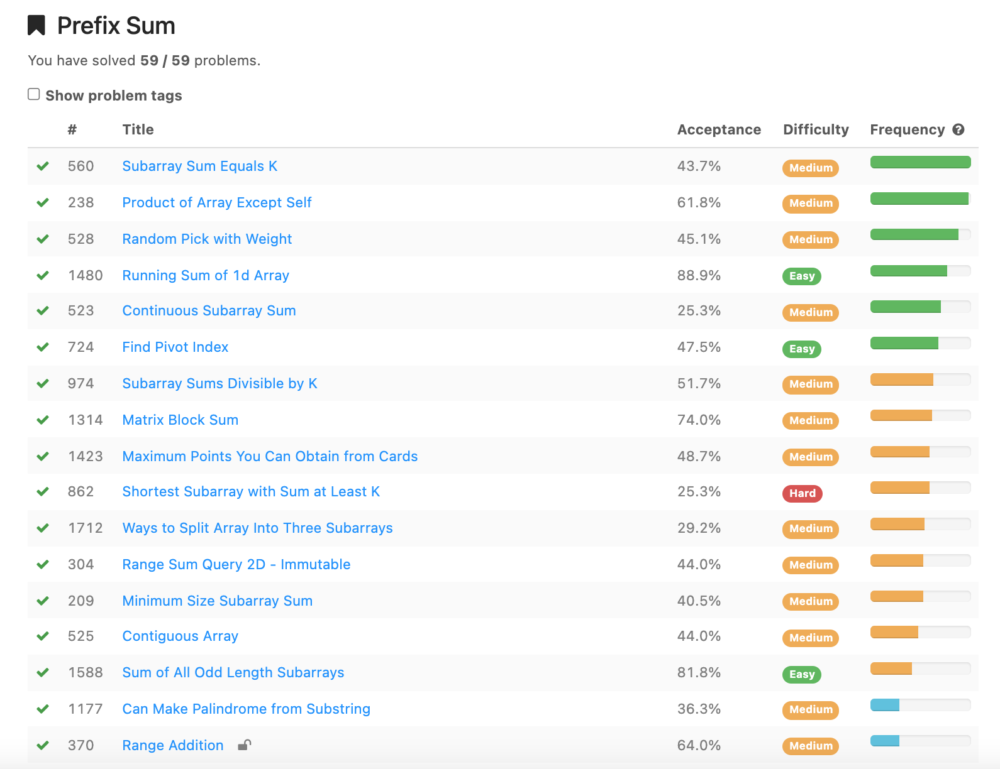 Prefix Sum
You have solved 59 / 59 problems.
Show problem tags
# Title Acceptance Difficulty Frequency ?
560 Subarray Sum Equals K 43.7% Medium
238 Product of Array Except Self 61.8% Medium
528 Random Pick with Weight 45.1% Medium
1480 Running Sum of 1d Array 88.9% Easy
523 Continuous Subarray Sum 25.3% Medium
724 Find Pivot Index 47.5% Easy
974 Subarray Sums Divisible by K 51.7% Medium
1314 Matrix Block Sum 74.0% Medium
1423 Maximum Points You Can Obtain from Cards 48.7% Medium
862 Shortest Subarray with Sum at Least K 25.3% Hard
1712 Ways to Split Array Into Three Subarrays 29.2% Medium
304 Range Sum Query 2D - Immutable 44.0% Medium
209 Minimum Size Subarray Sum 40.5% Medium
525 Contiguous Array 44.0% Medium
1588 Sum of All Odd Length Subarrays 81.8% Easy
1177 Can Make Palindrome from Substring 36.3% Medium
370 Range Addition 64.0% Medium